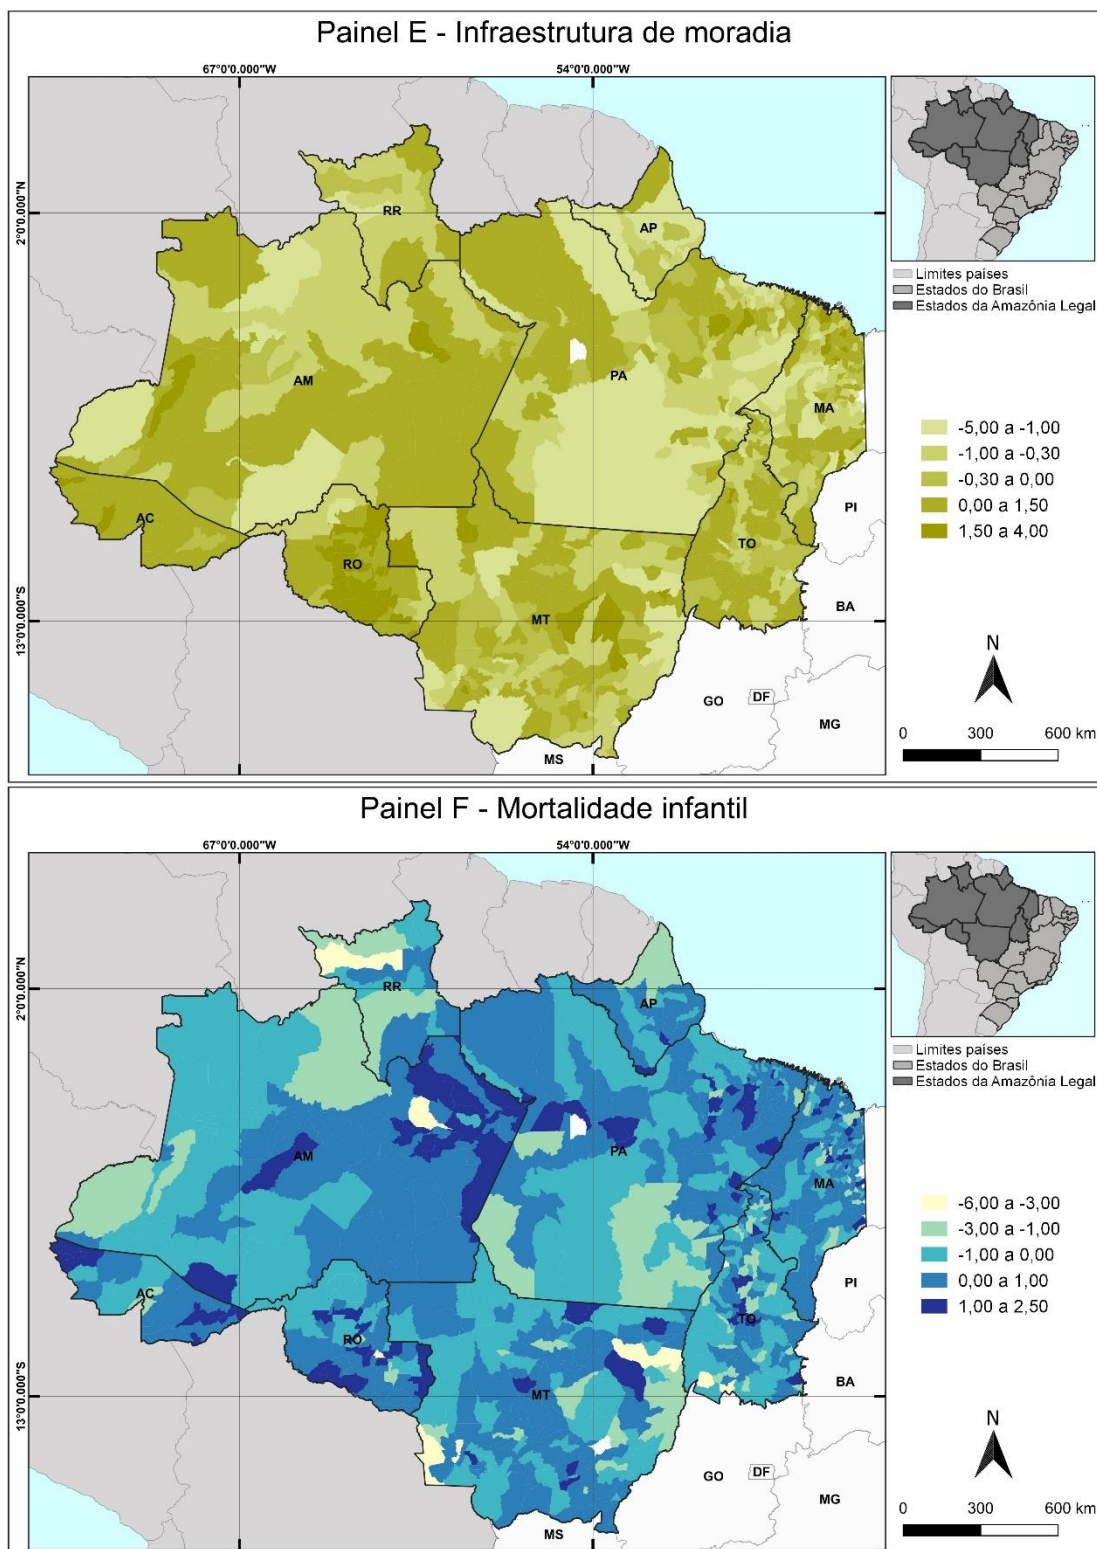 Painel E - Infraestrutura de moradia
67°0'0.000"W
54°0'0.000"W
2°0'0.000"N
13°0'0.000"S
RR
AP
AM
PA
MA
AC
RO
TO
MT
PI
BA
GO
DF
MG
MS
Limites países
Estados do Brasil
Estados da Amazônia Legal
-5,00 a -1,00
-1,00 a -0,30
-0,30 a 0,00
0,00 a 1,50
1,50 a 4,00
N
0 300 600 km
Painel F - Mortalidade infantil
67°0'0.000"W
54°0'0.000"W
2°0'0.000"N
13°0'0.000"S
RR
AP
AM
PA
MA
AC
RO
TO
MT
PI
BA
GO
DF
MG
MS
Limites países
Estados do Brasil
Estados da Amazônia Legal
-6,00 a -3,00
-3,00 a -1,00
-1,00 a 0,00
0,00 a 1,00
1,00 a 2,50
N
0 300 600 km